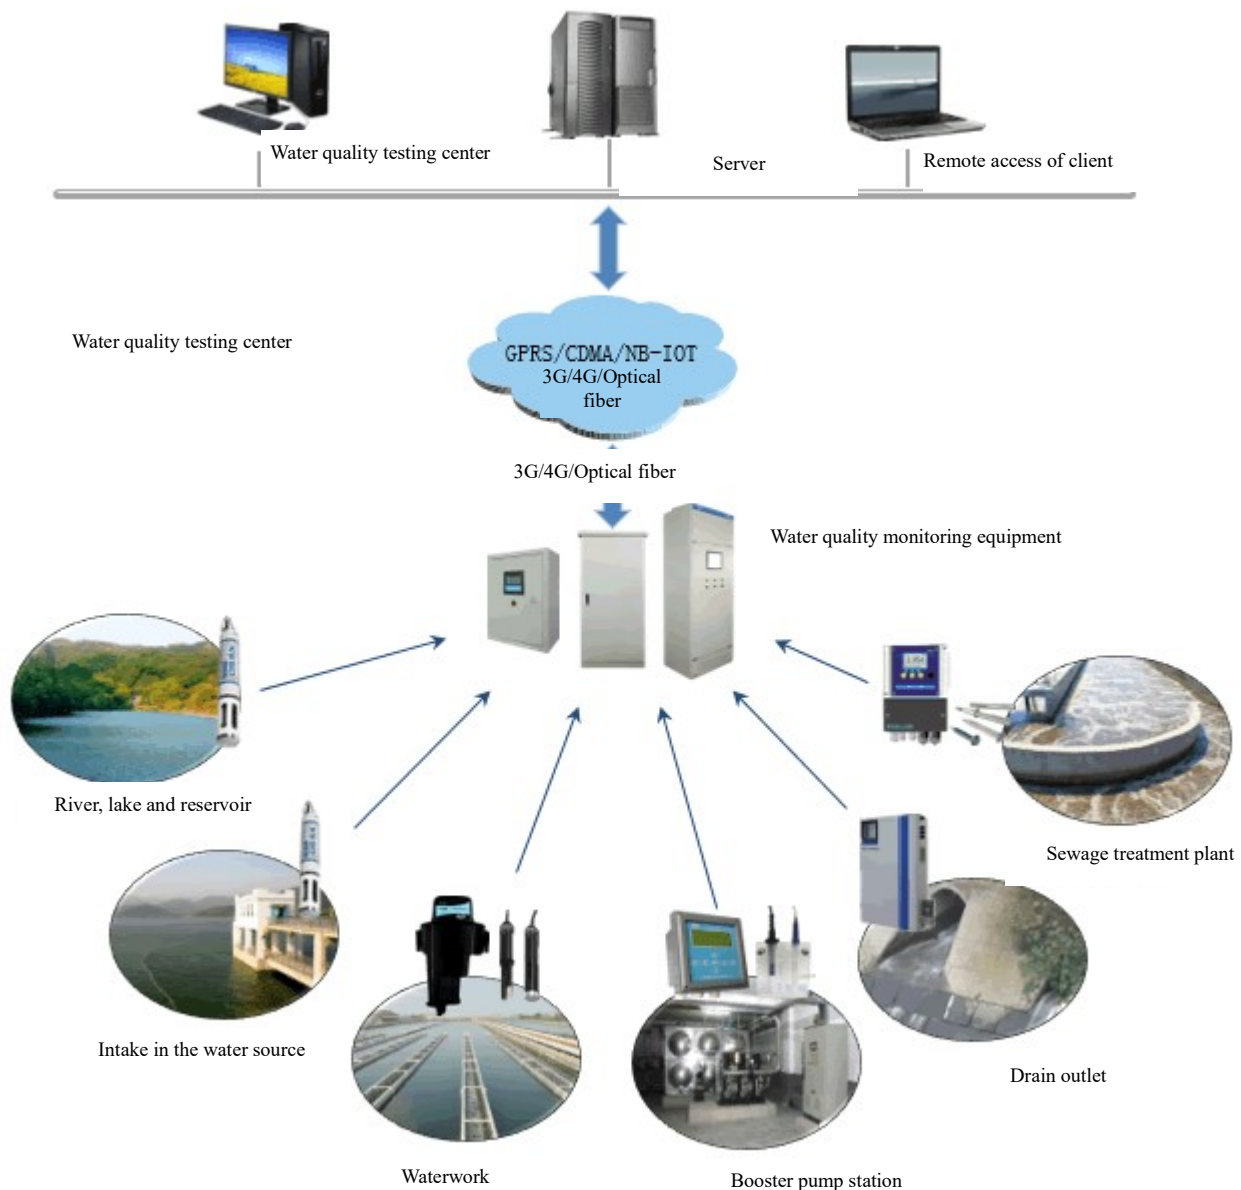 Water quality testing center
Server
Remote access of client
Water quality testing center
GPRS/CDMA/NB-IOT
3G/4G/Optical
fiber
3G/4G/Optical fiber
Water quality monitoring equipment
River, lake and reservoir
Sewage treatment plant
Intake in the water source
Drain outlet
Waterwork
Booster pump station